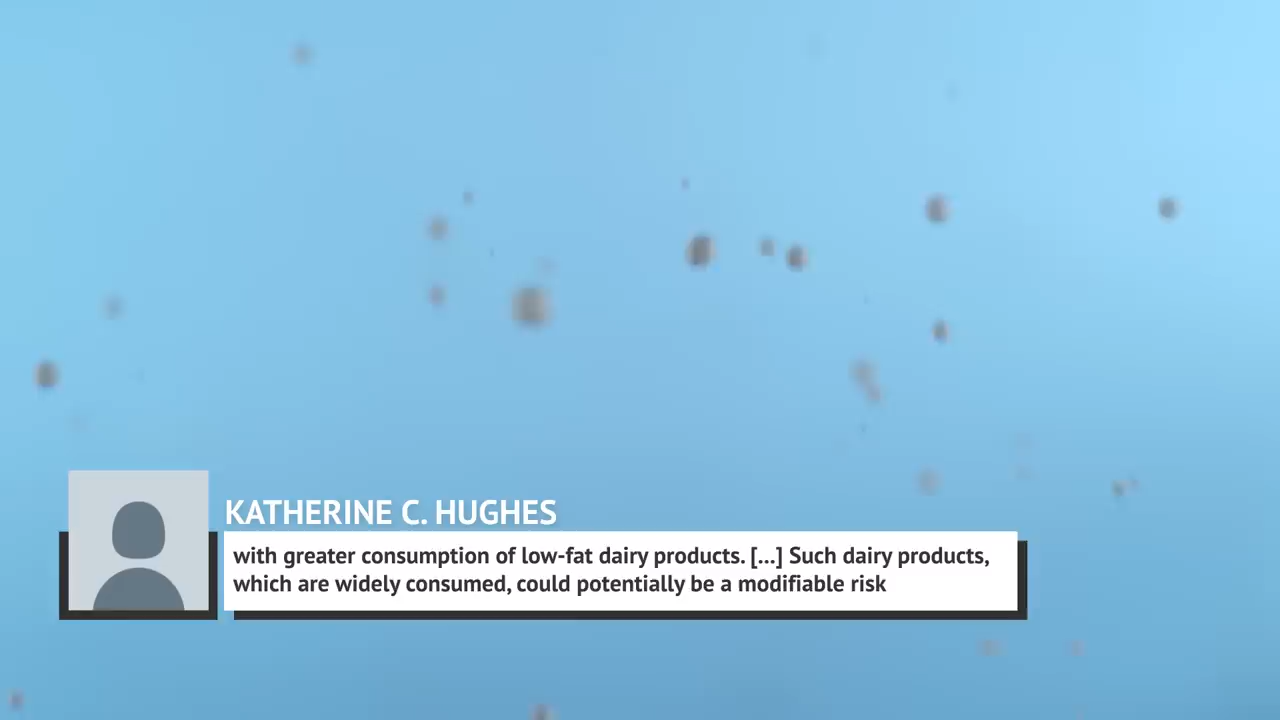 KATHERINE C. HUGHES
with greater consumption of low-fat dairy products. [...] Such dairy products,
which are widely consumed, could potentially be a modifiable risk